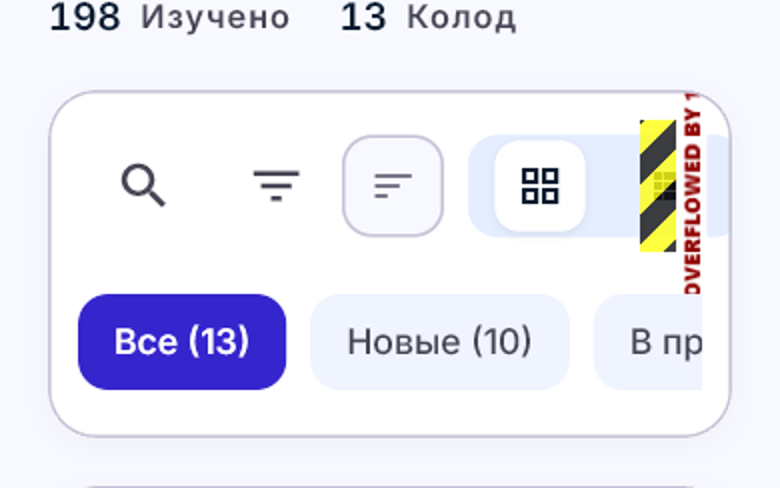 198 Изучено 13 Колод
OVERFLOWED BY
Все (13) Новые (10) В пр